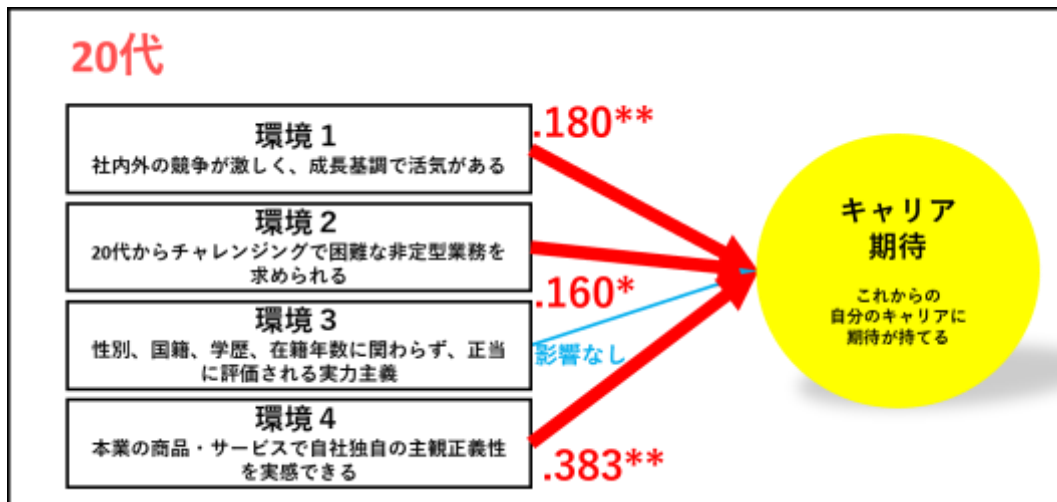 20代
環境1
社内外の競争が激しく、成長基調で活気がある
.180**
環境2
20代からチャレンジングで困難な非定型業務を
求められる
.160*
環境3
性別、国籍、学歴、在籍年数に関わらず、正当
に評価される実力主義
影響なし
環境4
本業の商品・サービスで自社独自の主観正義性
を実感できる
.383**
キャリア
期待
これからの
自分のキャリアに
期待が持てる